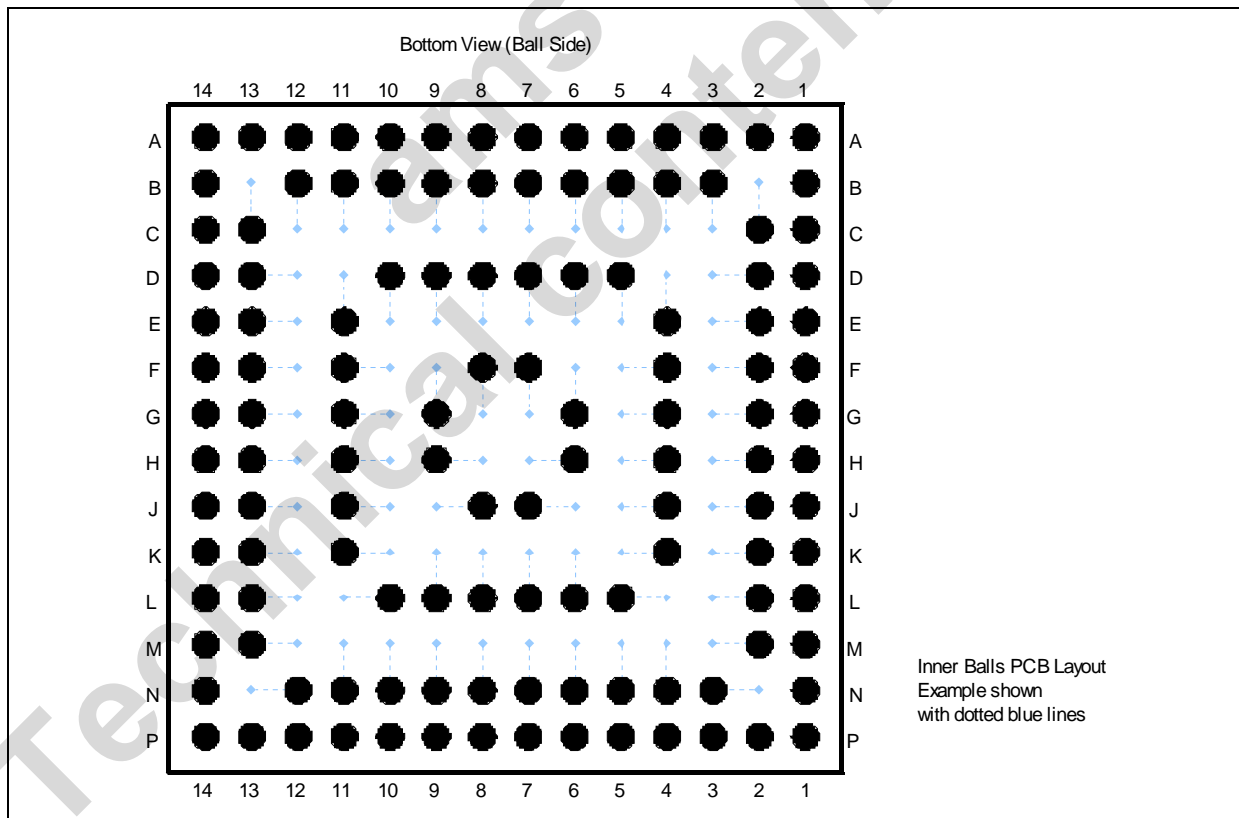 Bottom View (Ball Side)
14 13 12 11 10 9 8 7 6 5 4 3 2 1
A A
B B
C C
D D
E E
F F
G G
H H
J J
K K
L L
M M
N N
P P
14 13 12 11 10 9 8 7 6 5 4 3 2 1
Inner Balls PCB Layout
Example shown
with dotted blue lines
ams
Technical conten